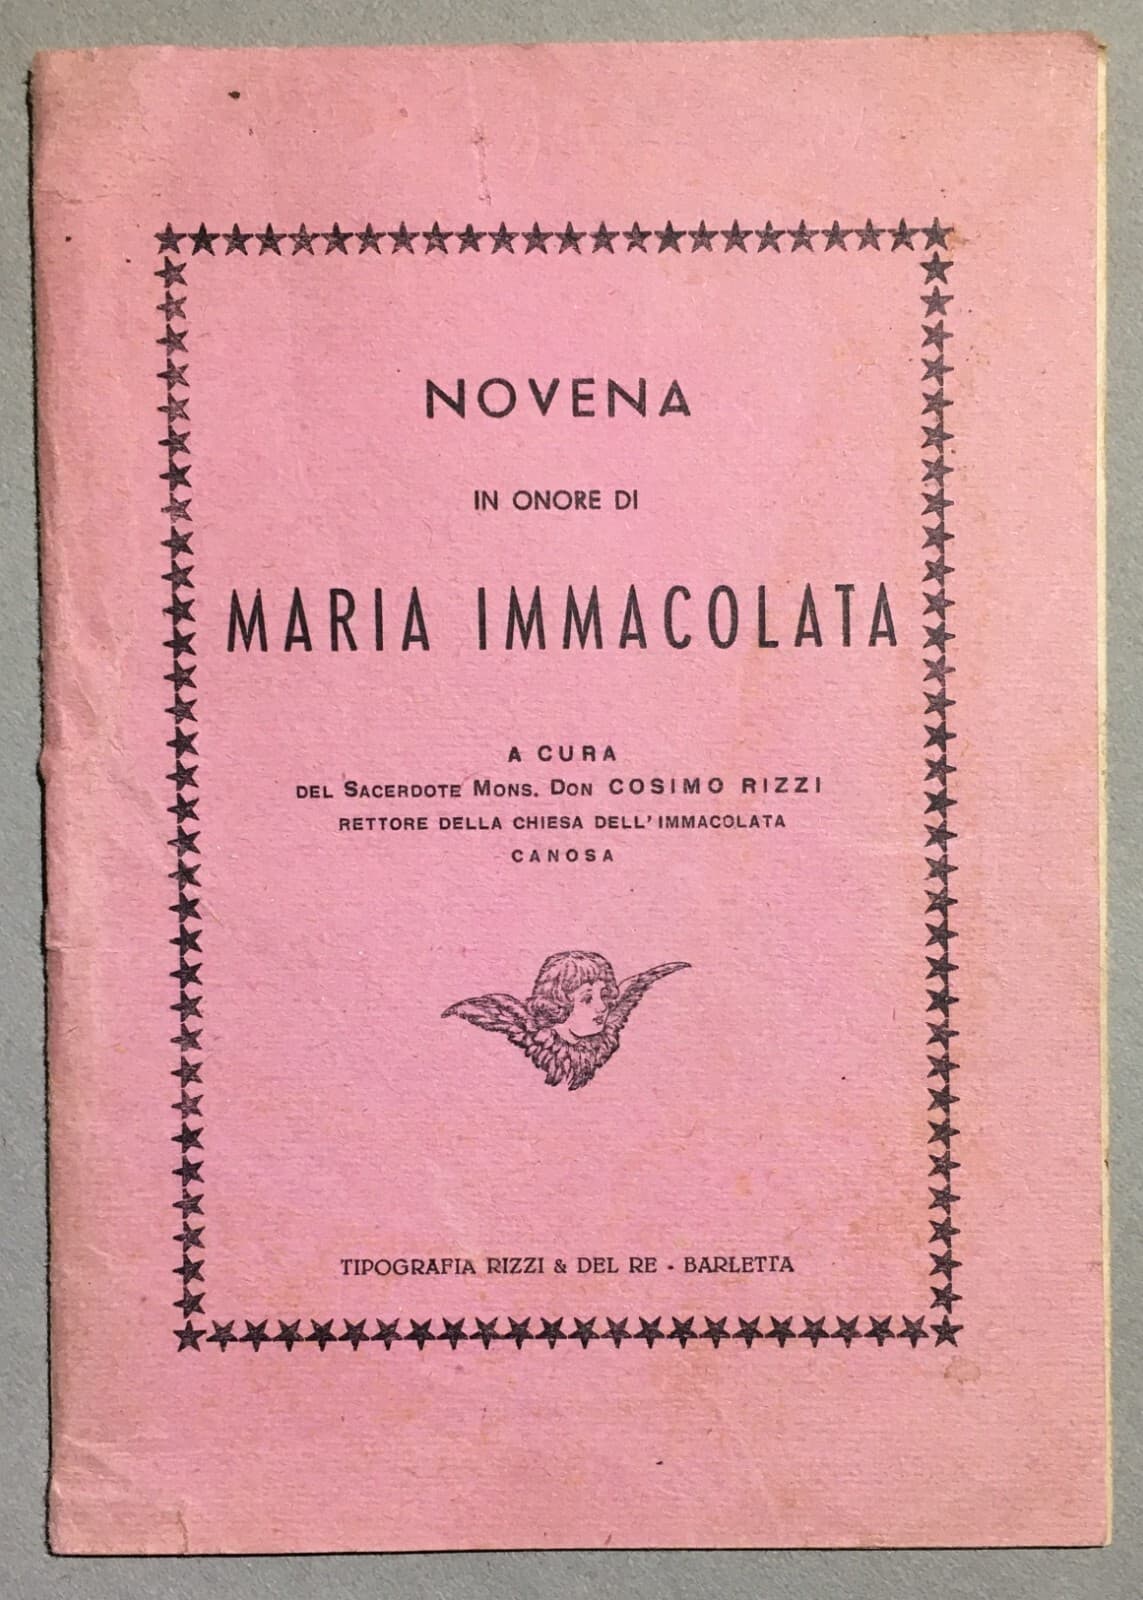 NOVENA
IN ONORE DI
MARIA IMMACOLATA
A CURA
DEL SACERDOTE MONS. DON COSIMO RIZZI
RETTORE DELLA CHIESA DELL'IMMACOLATA
CANOSA
TIPOGRAFIA RIZZI & DEL RE - BARLETTA